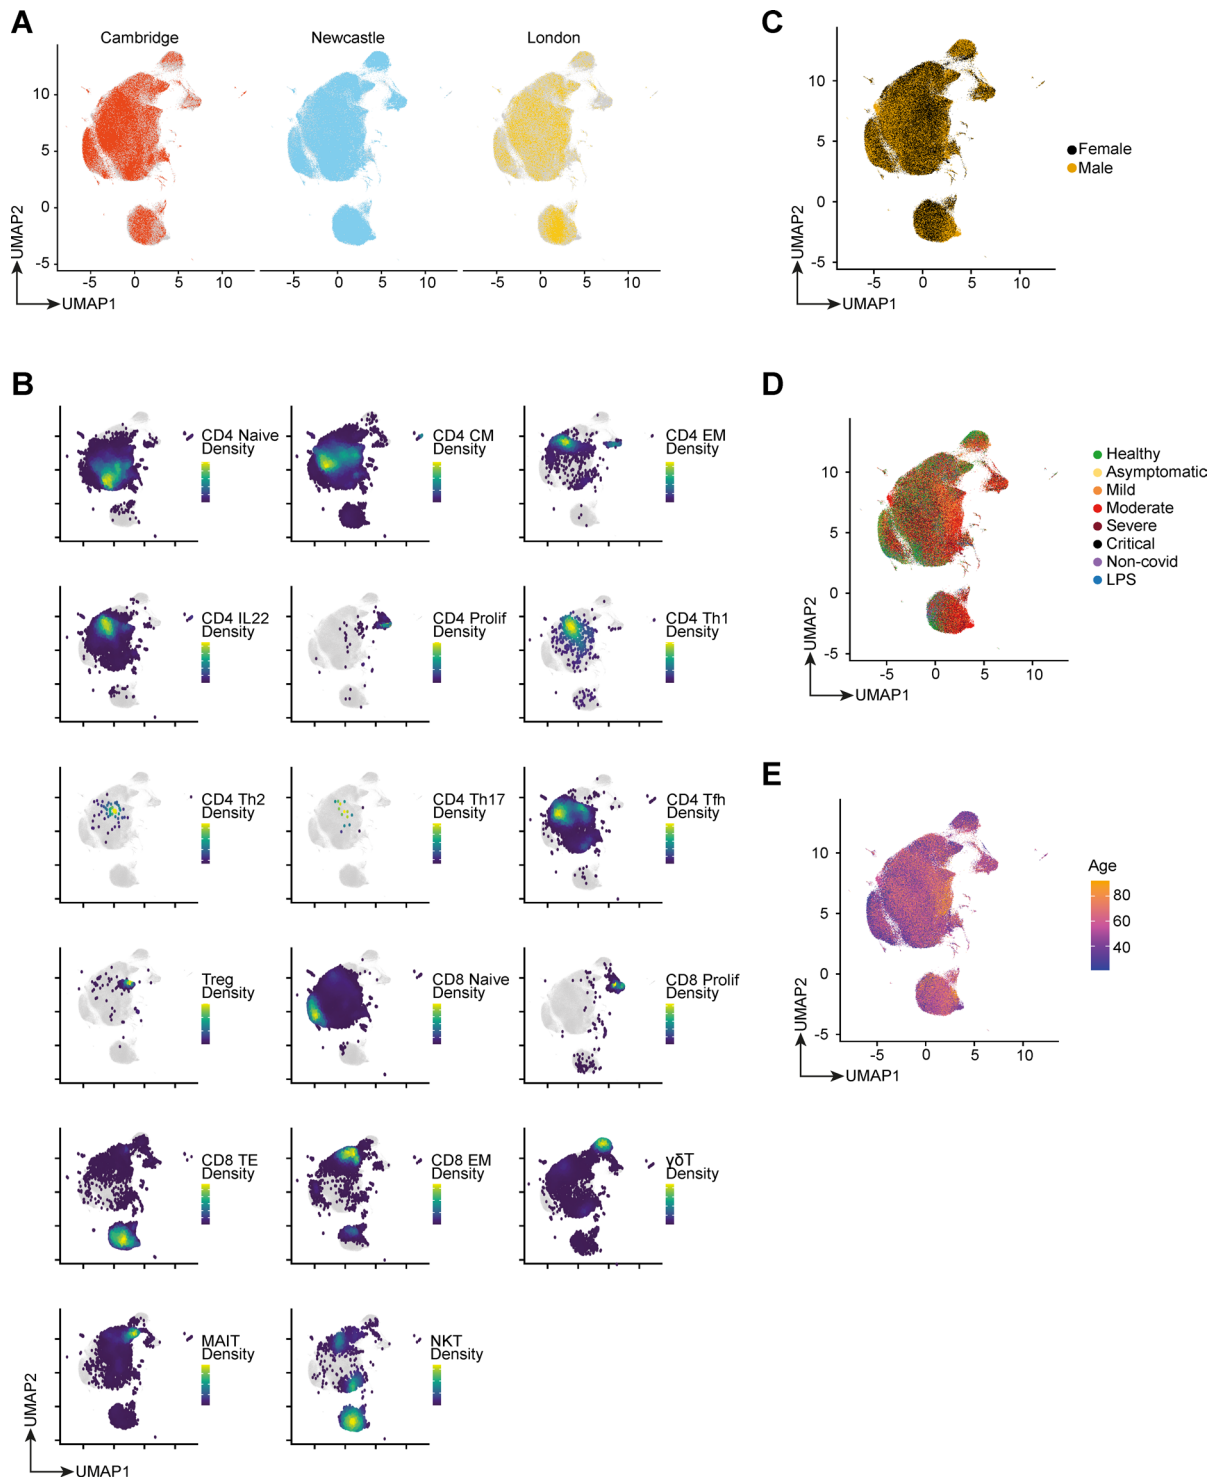 A
Cambridge
Newcastle
London
10
5
0
-5
UMAP2
-5
0
5
10
-5
0
5
10
-5
0
5
10
UMAP1
C
10
5
0
-5
UMAP2
-5
0
5
10
UMAP1
Female
Male
B
CD4 Naive
Density
CD4 CM
Density
CD4 EM
Density
CD4 IL22
Density
CD4 Prolif
Density
CD4 Th1
Density
CD4 Th2
Density
CD4 Th17
Density
CD4 Tfh
Density
Treg
Density
CD8 Naive
Density
CD8 Prolif
Density
CD8 TE
Density
CD8 EM
Density
γδT
Density
MAIT
Density
NKT
Density
UMAP2
UMAP1
D
10
5
0
-5
UMAP2
-5
0
5
10
UMAP1
Healthy
Asymptomatic
Mild
Moderate
Severe
Critical
Non-covid
LPS
E
10
5
0
-5
UMAP2
-5
0
5
10
UMAP1
Age
80
60
40